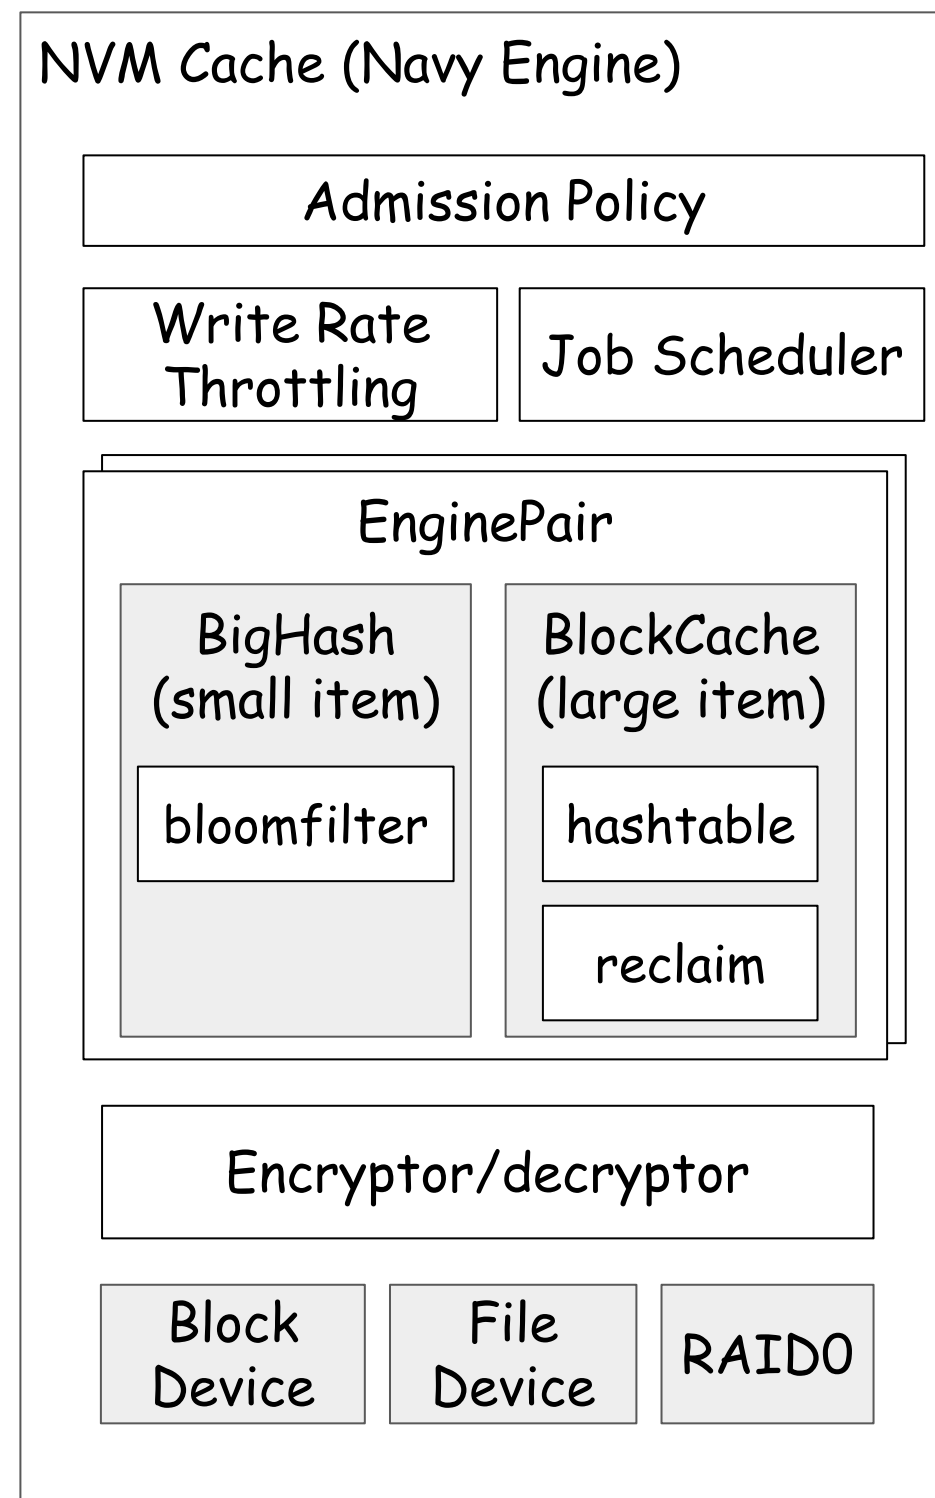 NVM Cache (Navy Engine)
Admission Policy
Write Rate
Throttling
Job Scheduler
EnginePair
BigHash
(small item)
bloomfilter
BlockCache
(large item)
hashtable
reclaim
Encryptor/decryptor
Block
Device
File
Device
RAID0